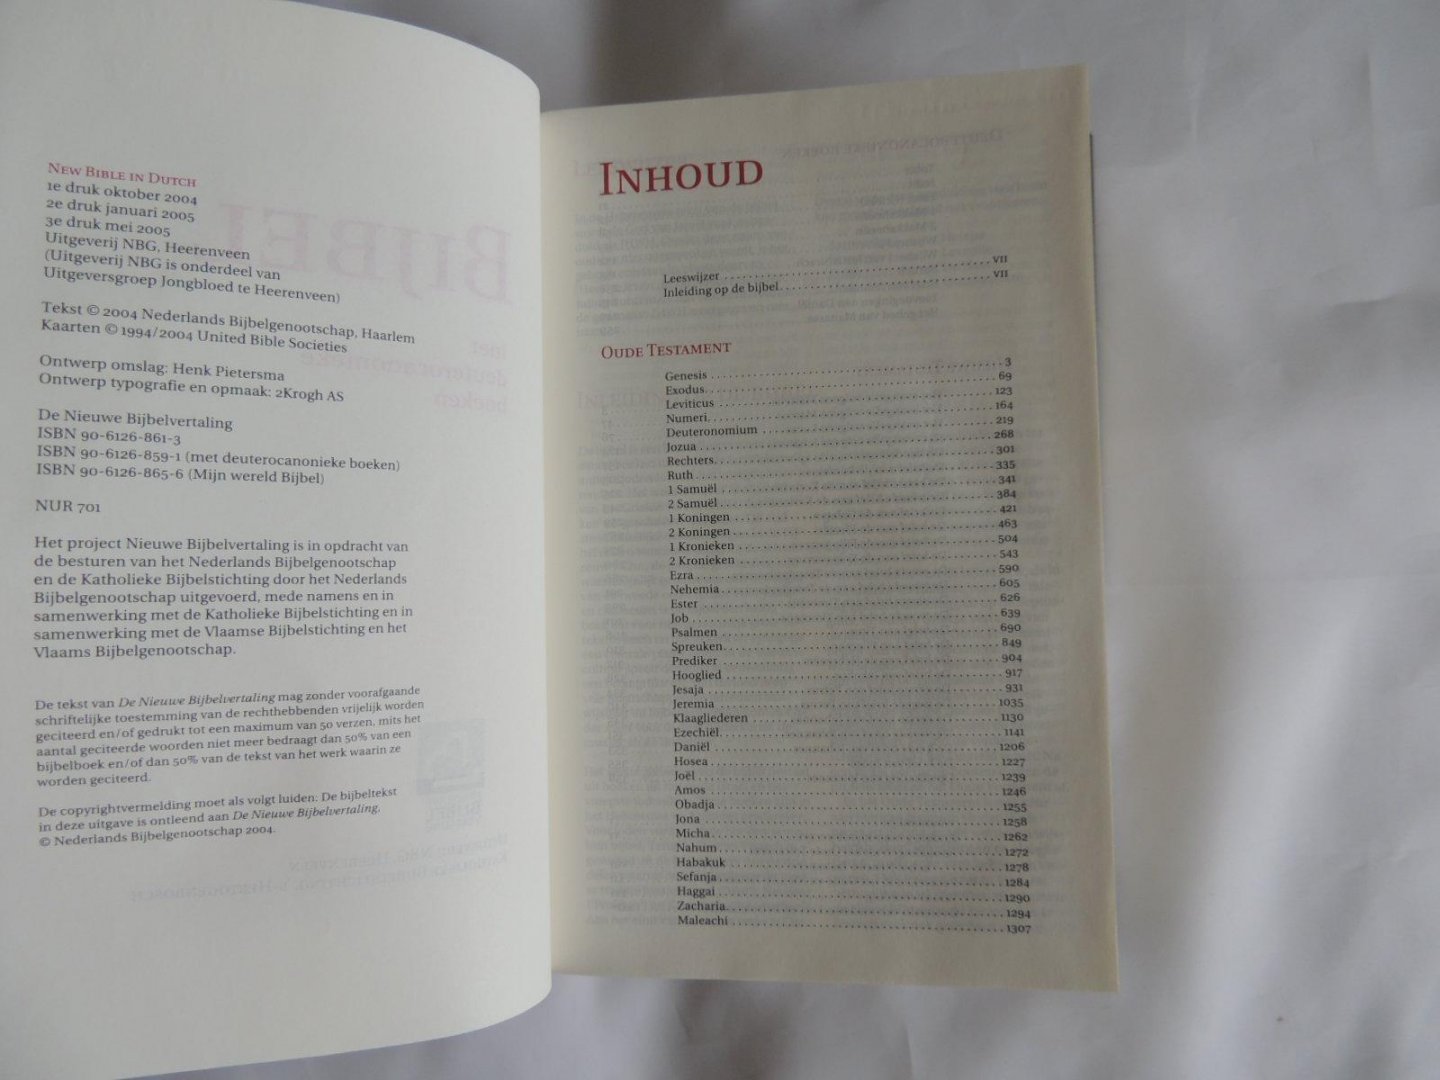 New Bible in Dutch
1e druk oktober 2004
2e druk januari 2005
3e druk mei 2005
Uitgeverij NBG, Heerenveen
(Uitgeverij NBG is onderdeel van
Uitgeversgroep Jongbloed te Heerenveen)
Tekst © 2004 Nederlands Bijbelgenootschap, Haarlem
Kaarten © 1994/2004 United Bible Societies
Ontwerp omslag: Henk Pietersma
Ontwerp typografie en opmaak: 2Krogh AS
De Nieuwe Bijbelvertaling
ISBN 90-6126-861-3
ISBN 90-6126-859-1 (met deuterocanonieke boeken)
ISBN 90-6126-865-6 (Mijn wereld Bijbel)
NUR 701
Het project Nieuwe Bijbelvertaling is in opdracht van
de besturen van het Nederlands Bijbelgenootschap
en de Katholieke Bijbelstichting door het Nederlands
Bijbelgenootschap uitgevoerd, mede namens en in
samenwerking met de Katholieke Bijbelstichting en in
samenwerking met de Vlaamse Bijbelstichting en het
Vlaams Bijbelgenootschap.
De tekst van De Nieuwe Bijbelvertaling mag zonder voorafgaande
schriftelijke toestemming van de rechthebbenden vrijelijk worden
geciteerd en/of gedrukt tot een maximum van 50 verzen, mits het
aantal geciteerde woorden niet meer bedraagt dan 50% van een
bijbelboek en/of dan 50% van de tekst van het werk waarin ze
worden geciteerd.
De copyrightvermelding moet als volgt luiden: De bijbeltekst
in deze uitgave is ontleend aan De Nieuwe Bijbelvertaling,
© Nederlands Bijbelgenootschap 2004.
Inhoud
Leeswijzer VII
Inleiding op de bijbel VII
Oude Testament
Genesis 3
Exodus 69
Leviticus 123
Numeri 164
Deuteronomium 219
Jozua 268
Rechters 301
Ruth 335
1 Samuël 341
2 Samuël 384
1 Koningen 421
2 Koningen 463
1 Kronieken 504
2 Kronieken 543
Ezra 590
Nehemia 605
Ester 626
Job 639
Psalmen 690
Spreuken 849
Prediker 904
Hooglied 917
Jesaja 931
Jeremia 1035
Klaagliederen 1130
Ezechiël 1141
Daniël 1206
Hosea 1227
Joël 1239
Amos 1246
Obadja 1255
Jona 1258
Micha 1262
Nahum 1272
Habakuk 1278
Sefanja 1284
Haggai 1290
Zacharia 1294
Maleachi 1307